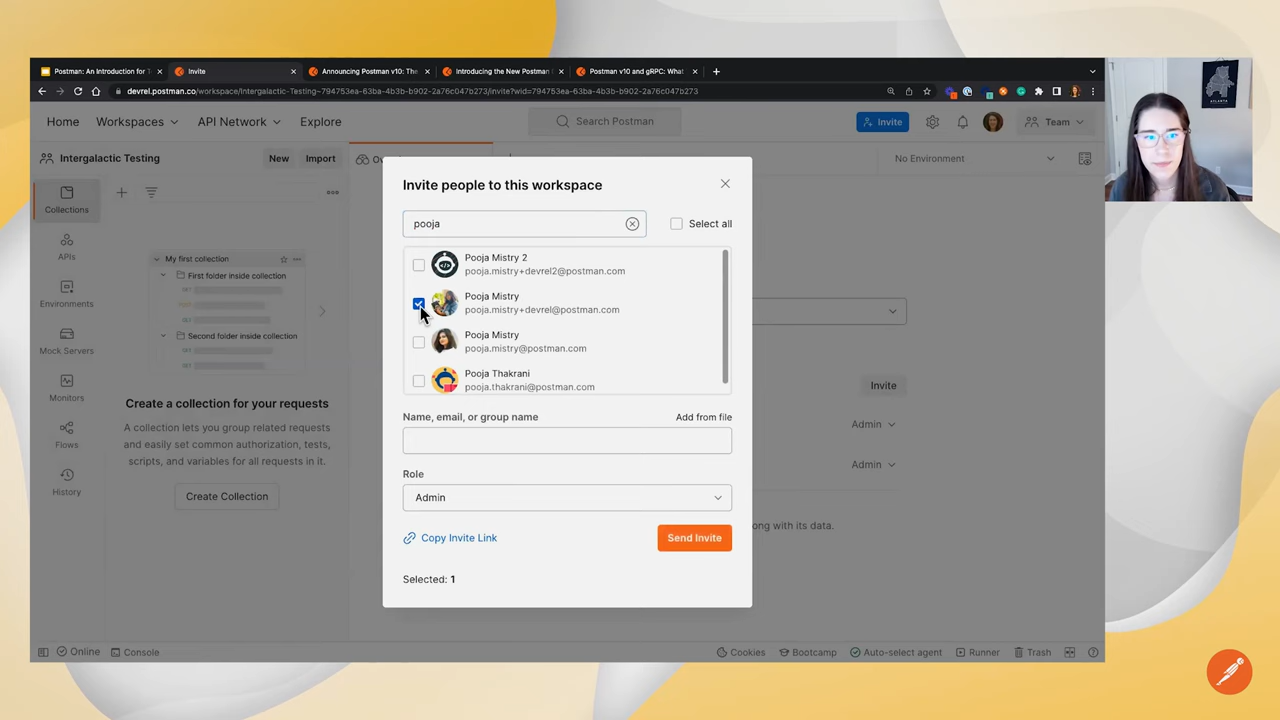 Postman: An Introduction for T
Invite
Announcing Postman v10: The
Introducing the New Postman
Postman v10 and gRPC: What
devrel.postman.co/workspace/Intergalactic-Testing~794753ea-63ba-4b3b-b902-2a76c047b273/invite?wid=794753ea-63ba-4b3b-b902-2a76c047b273
Home
Workspaces
API Network
Explore
Search Postman
Invite
Team
Intergalactic Testing
New
Import
No Environment
Collections
APIs
Environments
Mock Servers
Monitors
Flows
History
My first collection
First folder inside collection
Second folder inside collection
Create a collection for your requests
A collection lets you group related requests
and easily set common authorization, tests,
scripts, and variables for all requests in it.
Create Collection
Invite people to this workspace
pooja
Select all
Pooja Mistry 2
pooja.mistry+devrel2@postman.com
Pooja Mistry
pooja.mistry+devrel@postman.com
Pooja Mistry
pooja.mistry@postman.com
Pooja Thakrani
pooja.thakrani@postman.com
Name, email, or group name
Add from file
Role
Admin
Copy Invite Link
Send Invite
Selected: 1
Invite
Admin
Admin
ong with its data.
Online
Console
Cookies
Bootcamp
Auto-select agent
Runner
Trash
ATLANTA